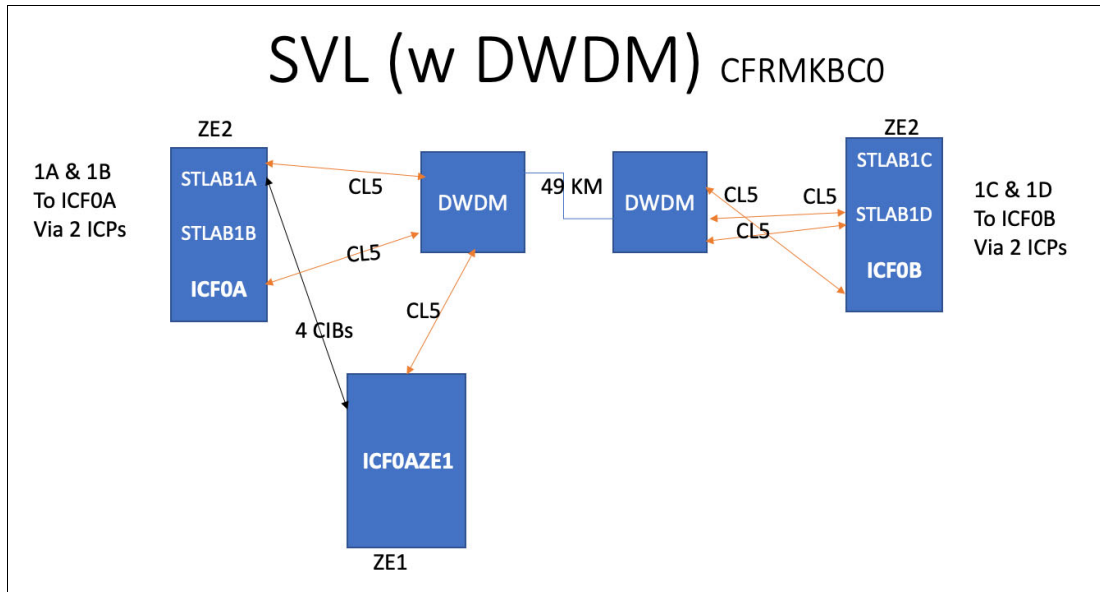 SVL (w DWDM) CFRMKBC0
ZE2
1A & 1B
To ICF0A
Via 2 ICPs
STLAB1A
STLAB1B
ICF0A
CL5
CL5
4 CIBs
CL5
DWDM
49 KM
DWDM
CL5
CL5
CL5
ZE2
STLAB1C
STLAB1D
ICF0B
1C & 1D
To ICF0B
Via 2 ICPs
ICF0AZE1
ZE1